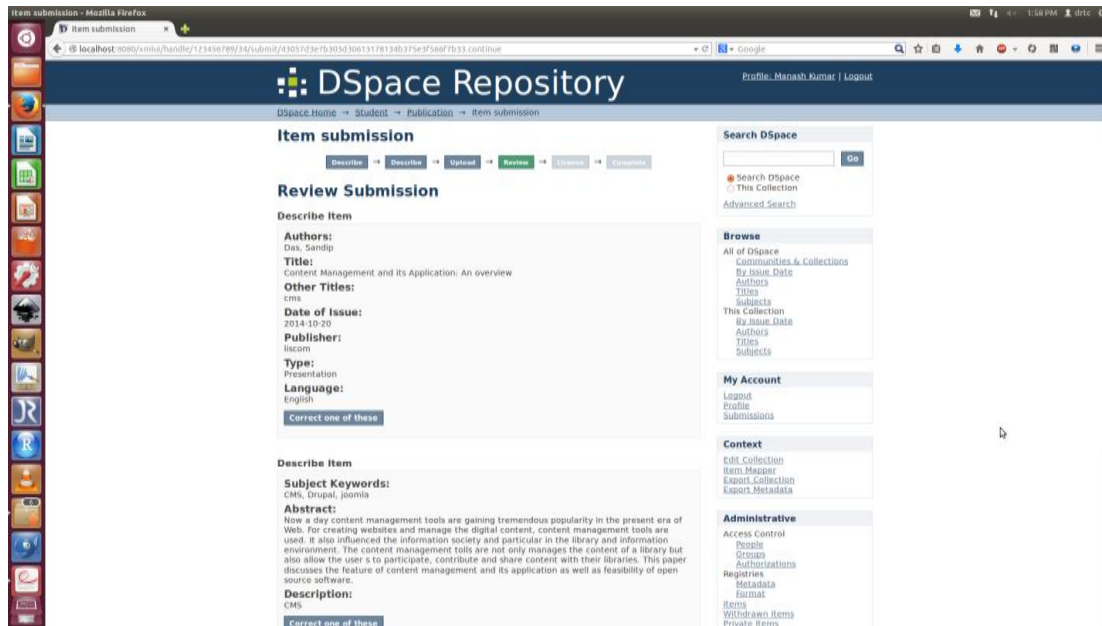 Item submission - Mozilla Firefox
1:58 PM drtc
Item submission
localhost:8080/xmlui/handle/123456789/34/submit/
Google
DSpace Repository
Profile: Manash Kumar | Logout
DSpace Home → Student → Publication → Item submission
Item submission
Describe → Describe → Upload → Review → License → Complete
Review Submission
Describe Item
Authors:
Das, Sandip
Title:
Content Management and its Application: An overview
Other Titles:
cms
Date of Issue:
2014-10-20
Publisher:
liscom
Type:
Presentation
Language:
English
Correct one of these
Describe Item
Subject Keywords:
CMS, Drupal, Joomla
Abstract:
Now a day content management tools are gaining tremendous popularity in the present era of
Web. For creating websites and manage the digital content, content management tools are
used. It also influenced the information society and particular in the library and information
environment. The content management tolls are not only manages the content of a library but
also allow the user s to participate, contribute and share content with their libraries. This paper
discusses the feature of content management and its application as well as feasibility of open
source software.
Description:
CMS
Correct one of these
Search DSpace
Go
Search DSpace
This Collection
Advanced Search
Browse
All of DSpace
Communities & Collections
By Issue Date
Authors
Titles
Subjects
This Collection
By Issue Date
Authors
Titles
Subjects
My Account
Logout
Profile
Submissions
Context
Edit Collection
Item Mapper
Export Collection
Export Metadata
Administrative
Access Control
People
Groups
Authorizations
Registries
Metadata
Format
Items
Withdrawn Items
Private Items